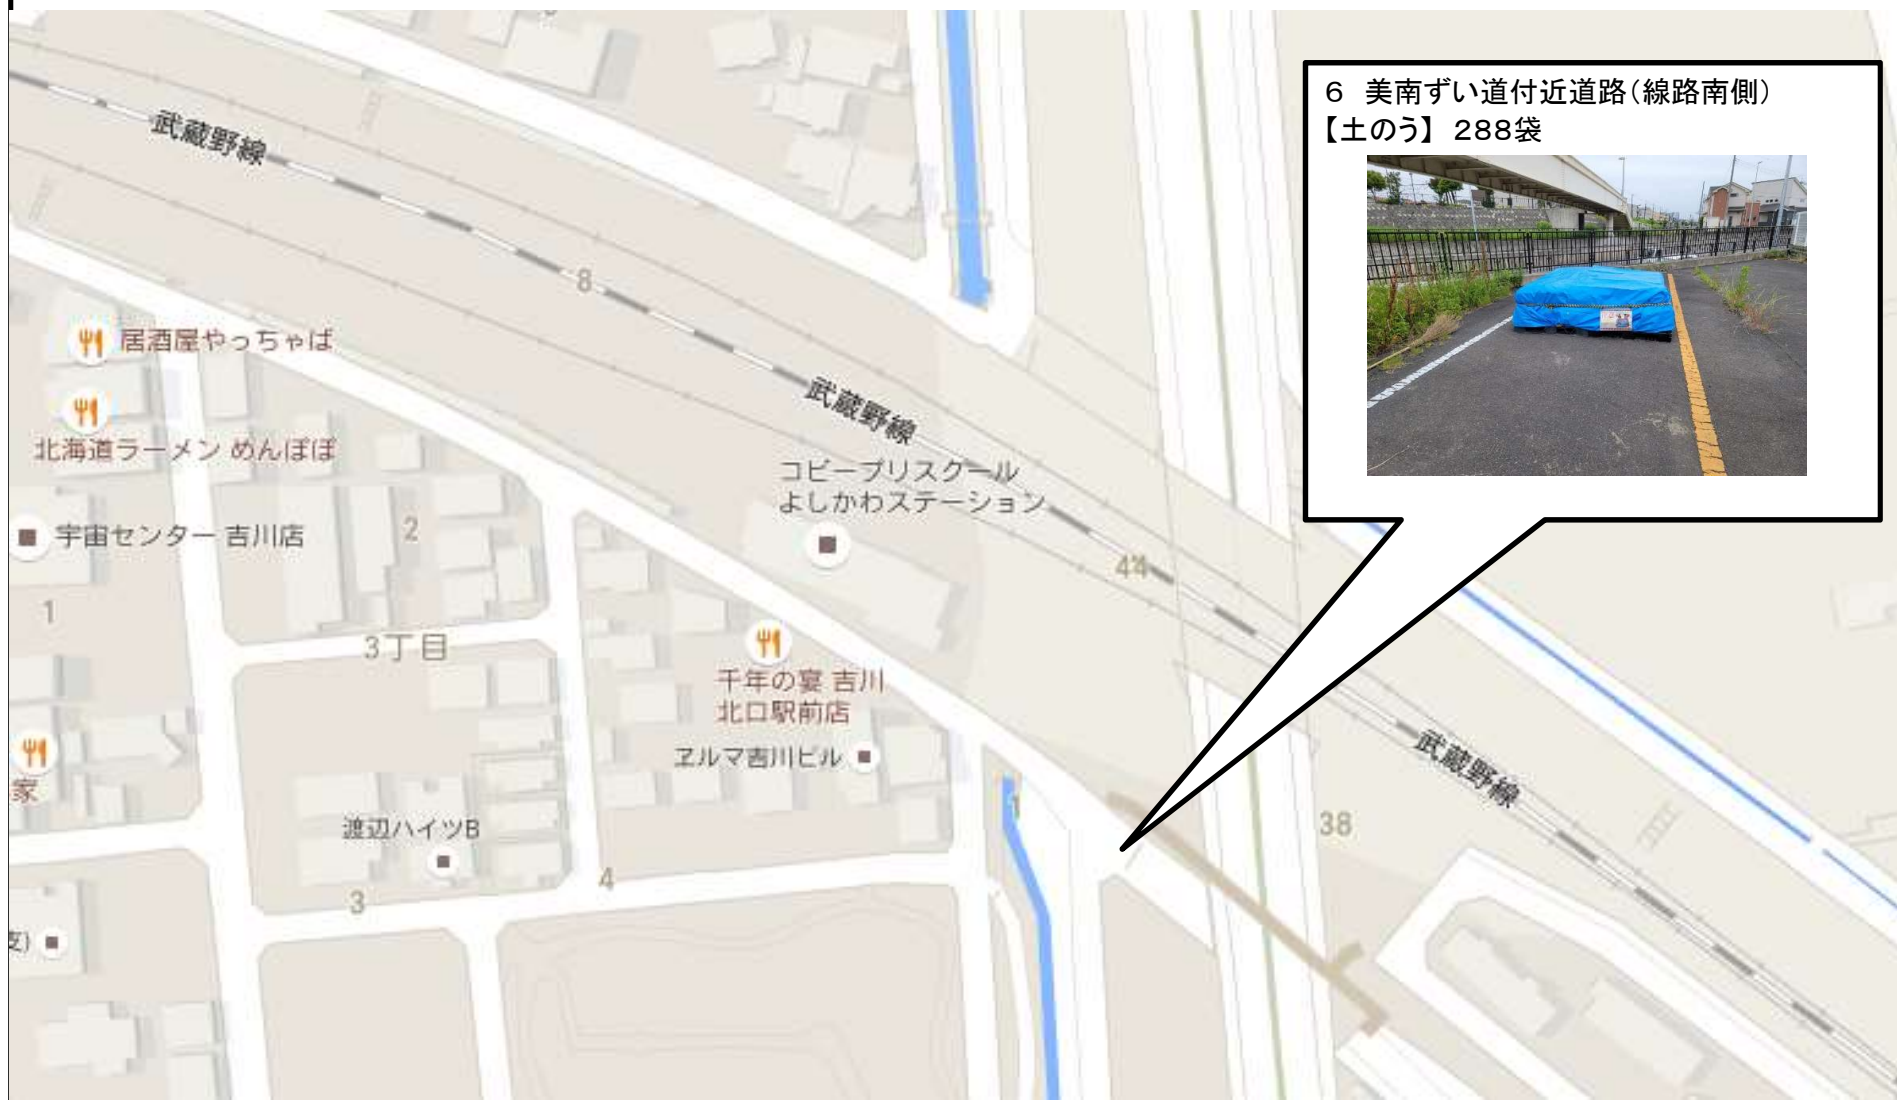 6 美南ずい道付近道路(線路南側)
【土のう】 288袋
武蔵野線
8
居酒屋やっちゃば
北海道ラーメン めんぽぽ
武蔵野線
コビープリスクール
よしかわステーション
宇宙センター 吉川店
2
44
1
3丁目
千年の宴 吉川
北口駅前店
ヱルマ吉川ビル
武蔵野線
家
1
38
渡辺ハイツB
4
3